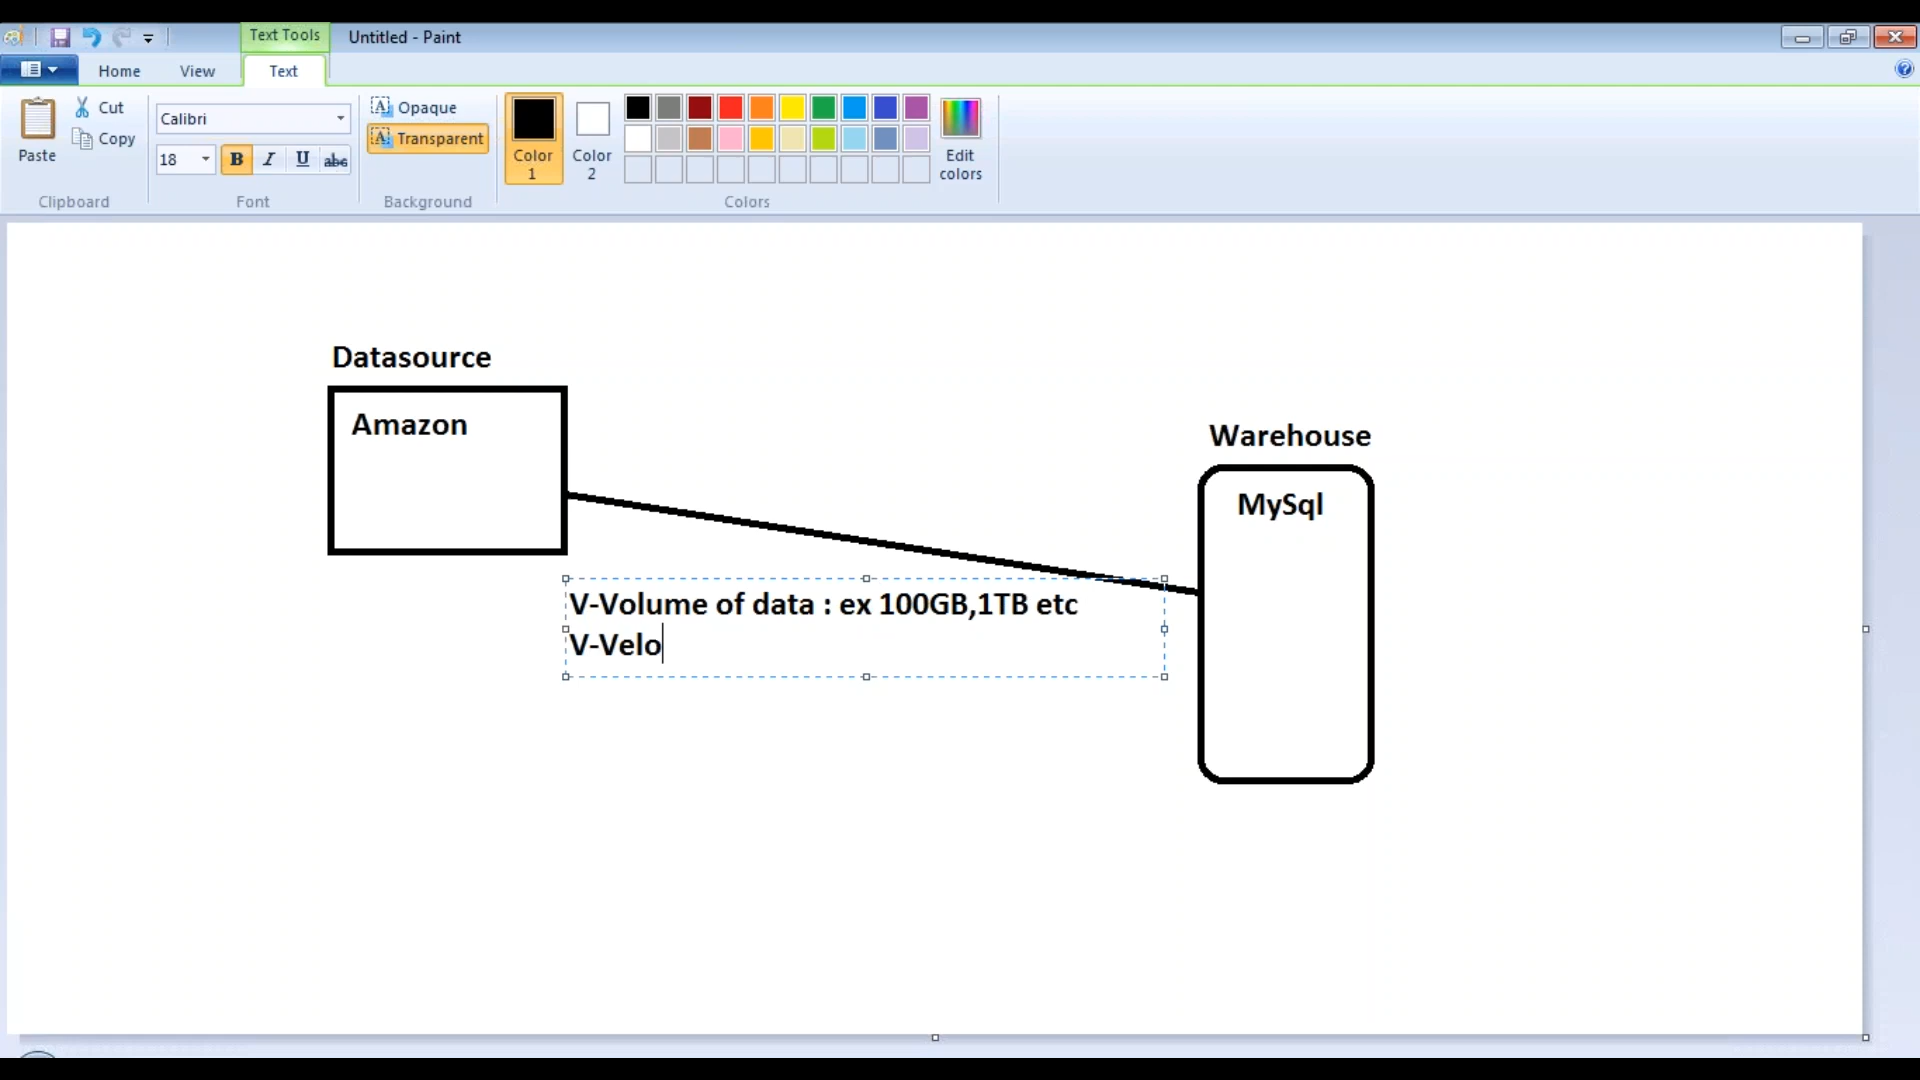 Text Tools
Untitled - Paint
Home
View
Text
Paste
Cut
Copy
Clipboard
Calibri
18
B
I
U
abc
Font
A Opaque
A Transparent
Background
Color 1
Color 2
Edit colors
Colors
Datasource
Amazon
Warehouse
MySql
V-Volume of data : ex 100GB,1TB etc
V-Velo